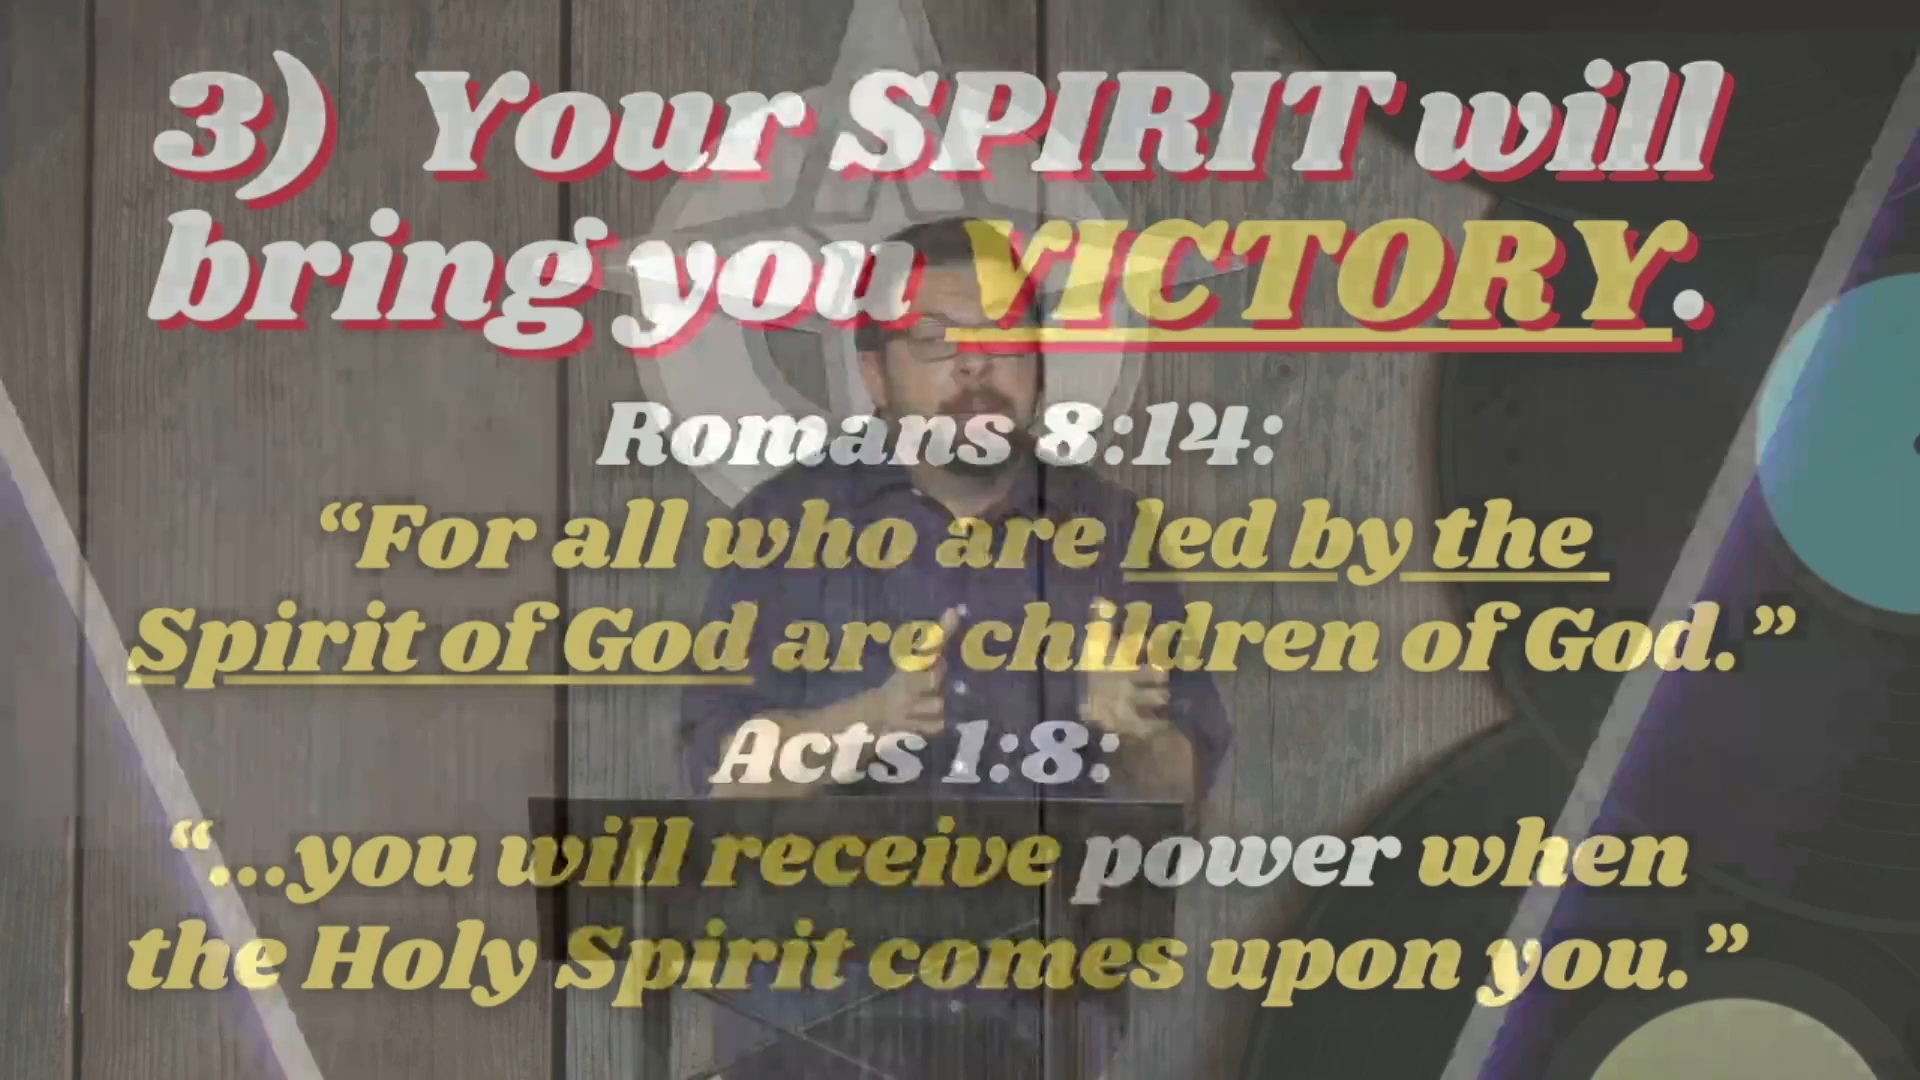 3) Your SPIRIT will
bring you VICTORY.
Romans 8:14:
“For all who are led by the
Spirit of God are children of God.”
Acts 1:8:
“...you will receive power when
the Holy Spirit comes upon you.”